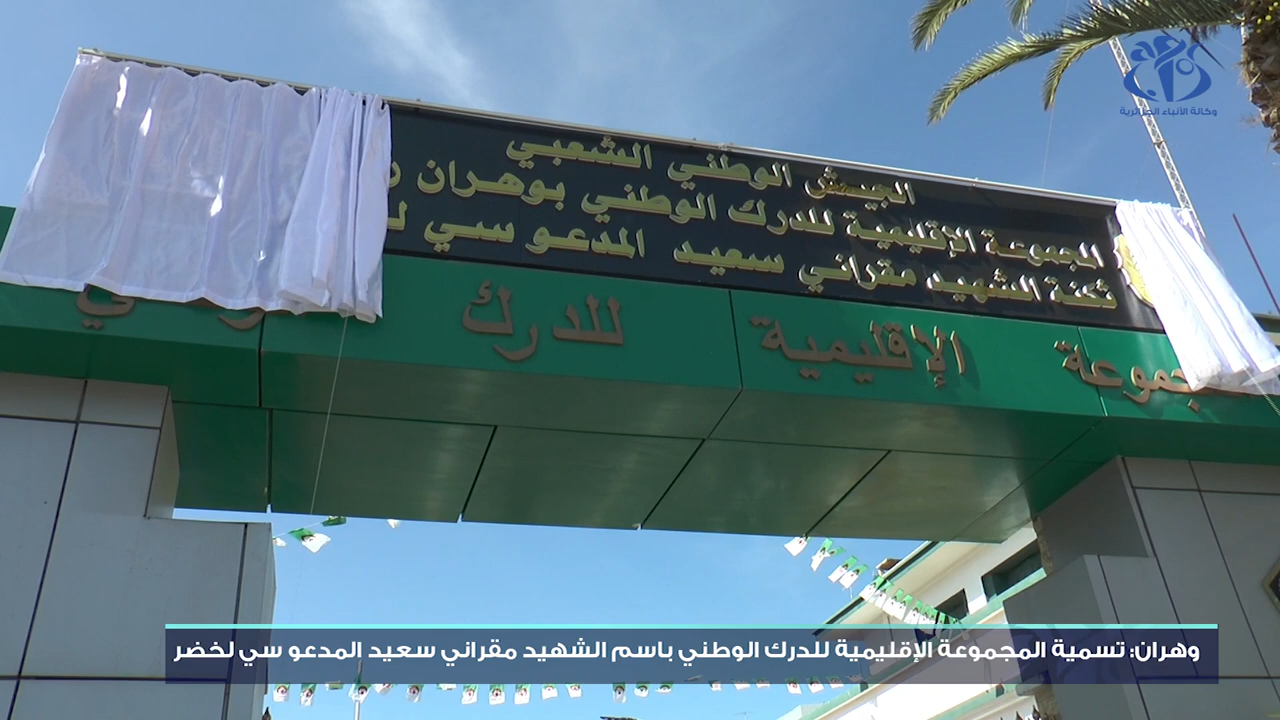 وكالة الأنباء الجزائرية
الجيش الوطني الشعبي
المجموعة الإقليمية للدرك الوطني بوهران
ثكنة الشهيد مقراني سعيد المدعو سي
الإقليمية للدرك
وهران: تسمية المجموعة الإقليمية للدرك الوطني باسم الشهيد مقراني سعيد المدعو سي لخضر